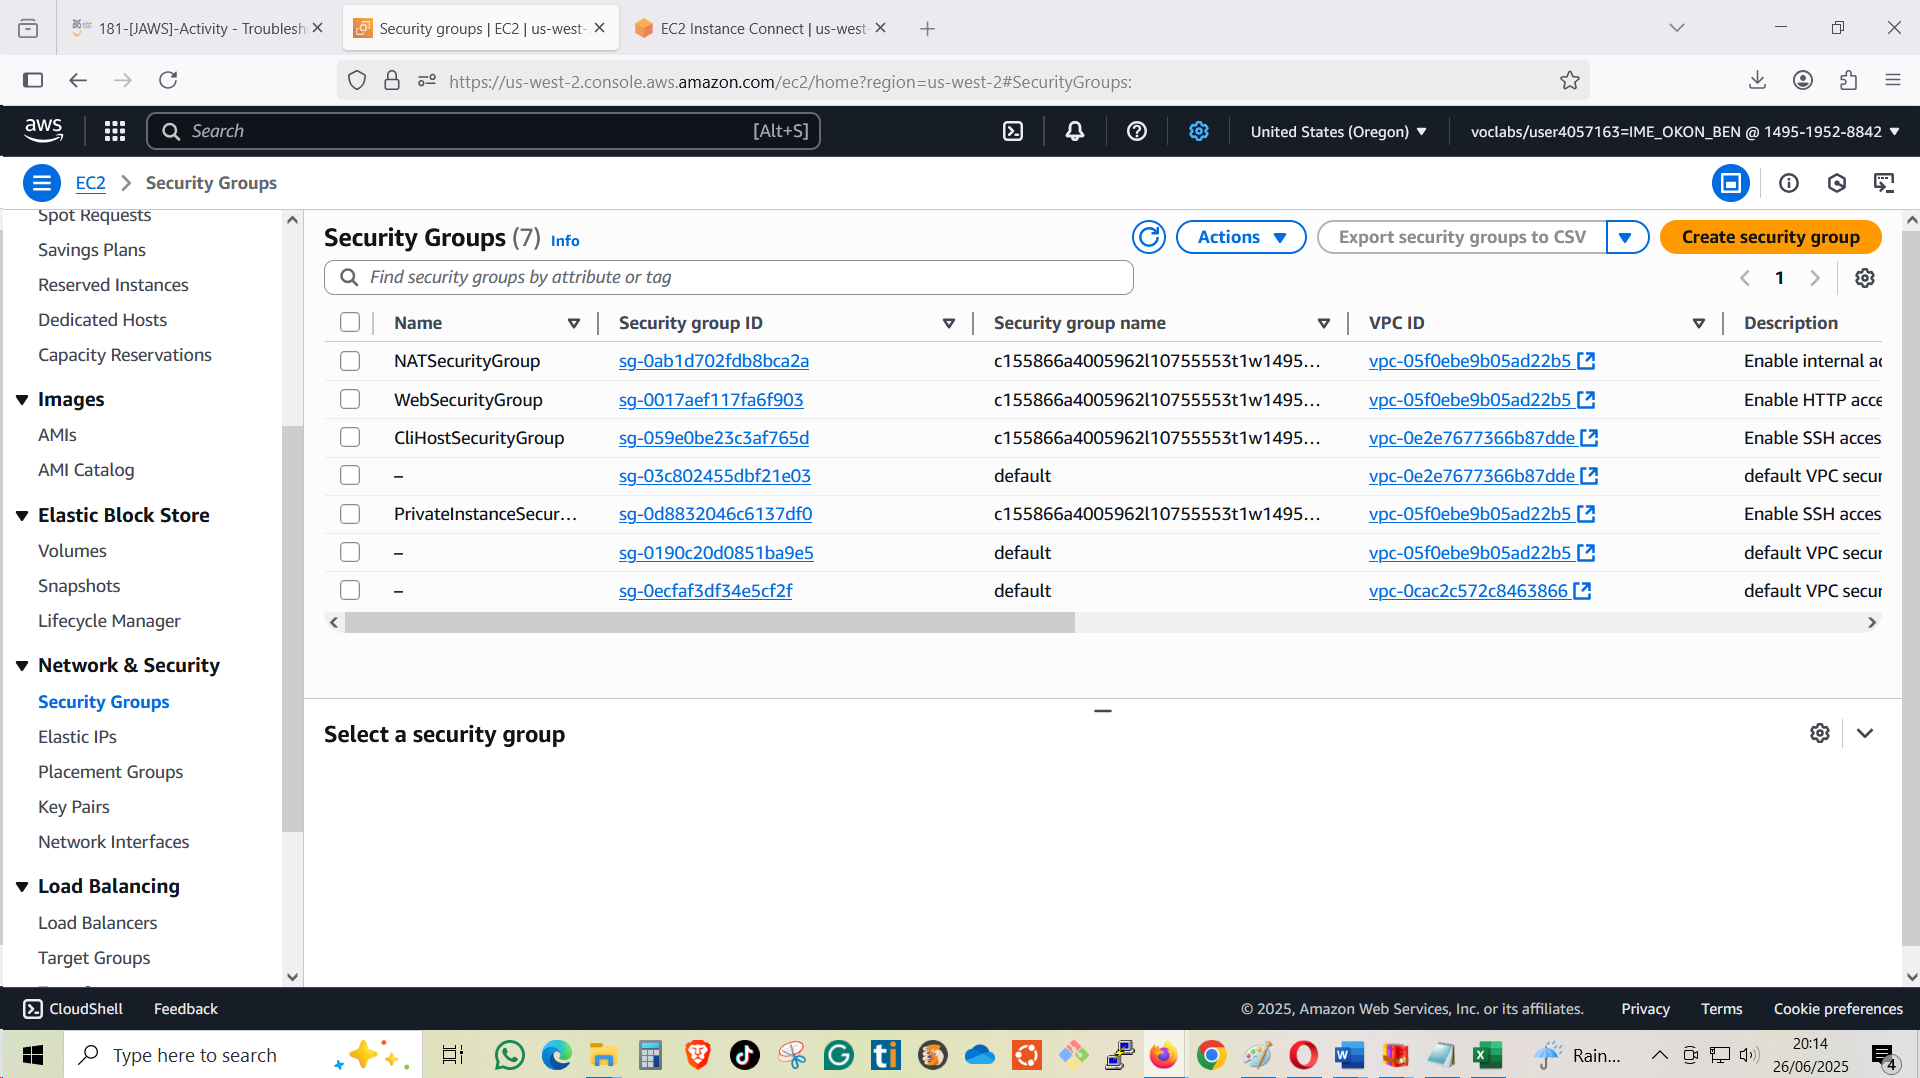 181-[JAWS]-Activity - Troublesh
Security groups | EC2 | us-west-
EC2 Instance Connect | us-west-
https://us-west-2.console.aws.amazon.com/ec2/home?region=us-west-2#SecurityGroups:
aws
Search
[Alt+S]
United States (Oregon)
voclabs/user4057163=IME_OKON_BEN @ 1495-1952-8842
EC2
Security Groups
Spot Requests
Savings Plans
Reserved Instances
Dedicated Hosts
Capacity Reservations
Images
AMIs
AMI Catalog
Elastic Block Store
Volumes
Snapshots
Lifecycle Manager
Network & Security
Security Groups
Elastic IPs
Placement Groups
Key Pairs
Network Interfaces
Load Balancing
Load Balancers
Target Groups
Security Groups (7) Info
Actions
Export security groups to CSV
Create security group
Find security groups by attribute or tag
1
Name Security group ID Security group name VPC ID Description
NATSecurityGroup sg-0ab1d702fdb8bca2a c155866a4005962l10755553t1w1495... vpc-05f0ebe9b05ad22b5 Enable internal ac
WebSecurityGroup sg-0017aef117fa6f903 c155866a4005962l10755553t1w1495... vpc-05f0ebe9b05ad22b5 Enable HTTP acce
CliHostSecurityGroup sg-059e0be23c3af765d c155866a4005962l10755553t1w1495... vpc-0e2e7677366b87dde Enable SSH acces
– sg-03c802455dbf21e03 default vpc-0e2e7677366b87dde default VPC secur
PrivateInstanceSecur... sg-0d8832046c6137df0 c155866a4005962l10755553t1w1495... vpc-05f0ebe9b05ad22b5 Enable SSH acces
– sg-0190c20d0851ba9e5 default vpc-05f0ebe9b05ad22b5 default VPC secur
– sg-0ecfaf3df34e5cf2f default vpc-0cac2c572c8463866 default VPC secur
Select a security group
CloudShell
Feedback
© 2025, Amazon Web Services, Inc. or its affiliates.
Privacy
Terms
Cookie preferences
Type here to search
Rain...
20:14
26/06/2025
4